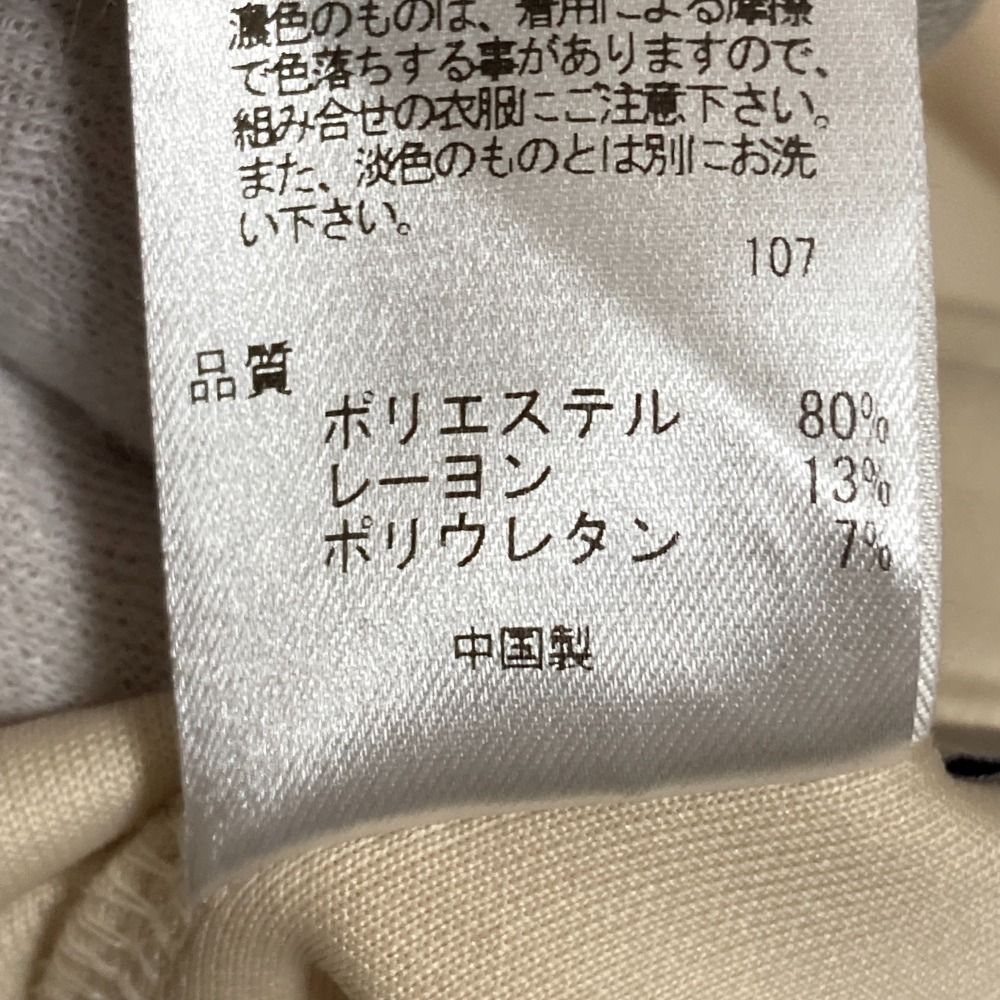 濃色のものは、着用による摩擦
で色落ちする事がありますので、
組み合せの衣服にご注意下さい。
また、淡色のものとは別にお洗
い下さい。
107
品質
ポリエステル 80%
レーヨン 13%
ポリウレタン 7%
中国製